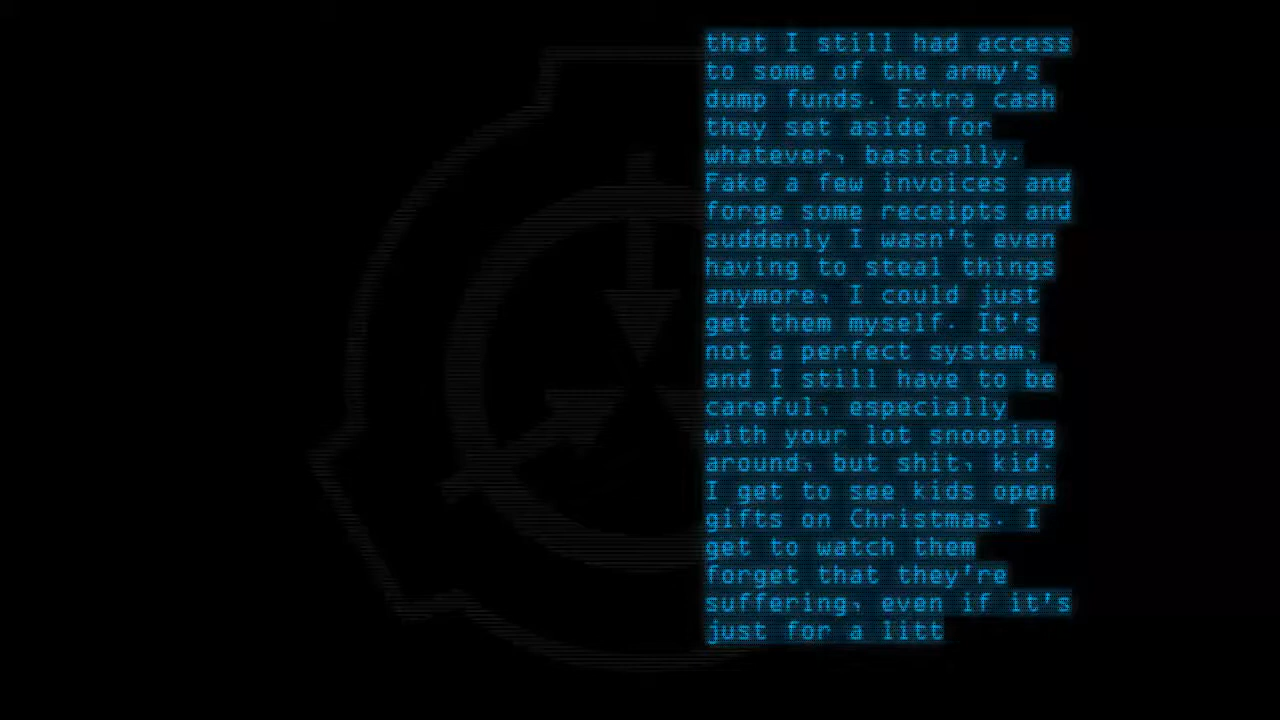 that I still had access
to some of the army's
dump funds. Extra cash
they set aside for
whatever, basically.
Fake a few invoices and
forge some receipts and
suddenly I wasn't even
having to steal things
anymore, I could just
get them myself. It's
not a perfect system,
and I still have to be
careful, especially
with your lot snooping
around, but shit, kid.
I get to see kids open
gifts on Christmas. I
get to watch them
forget that they're
suffering, even if it's
just for a litt